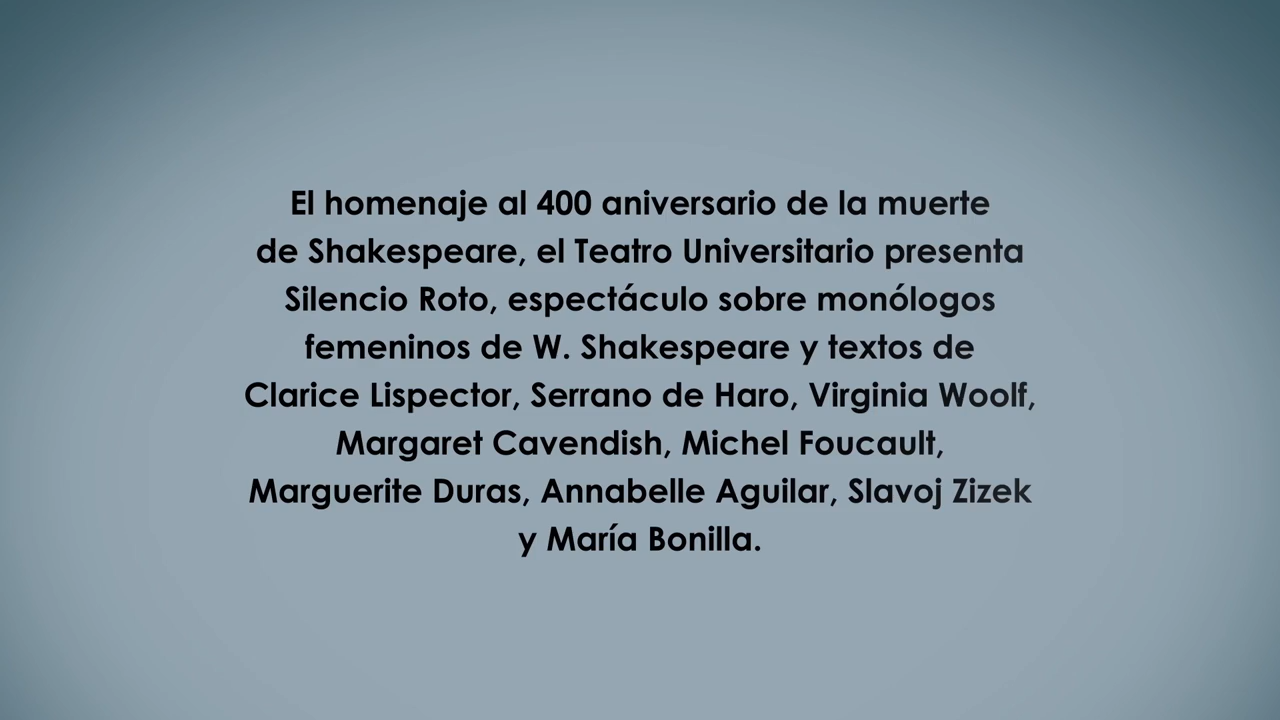 El homenaje al 400 aniversario de la muerte
de Shakespeare, el Teatro Universitario presenta
Silencio Roto, espectáculo sobre monólogos
femeninos de W. Shakespeare y textos de
Clarice Lispector, Serrano de Haro, Virginia Woolf,
Margaret Cavendish, Michel Foucault,
Marguerite Duras, Annabelle Aguilar, Slavoj Zizek
y María Bonilla.